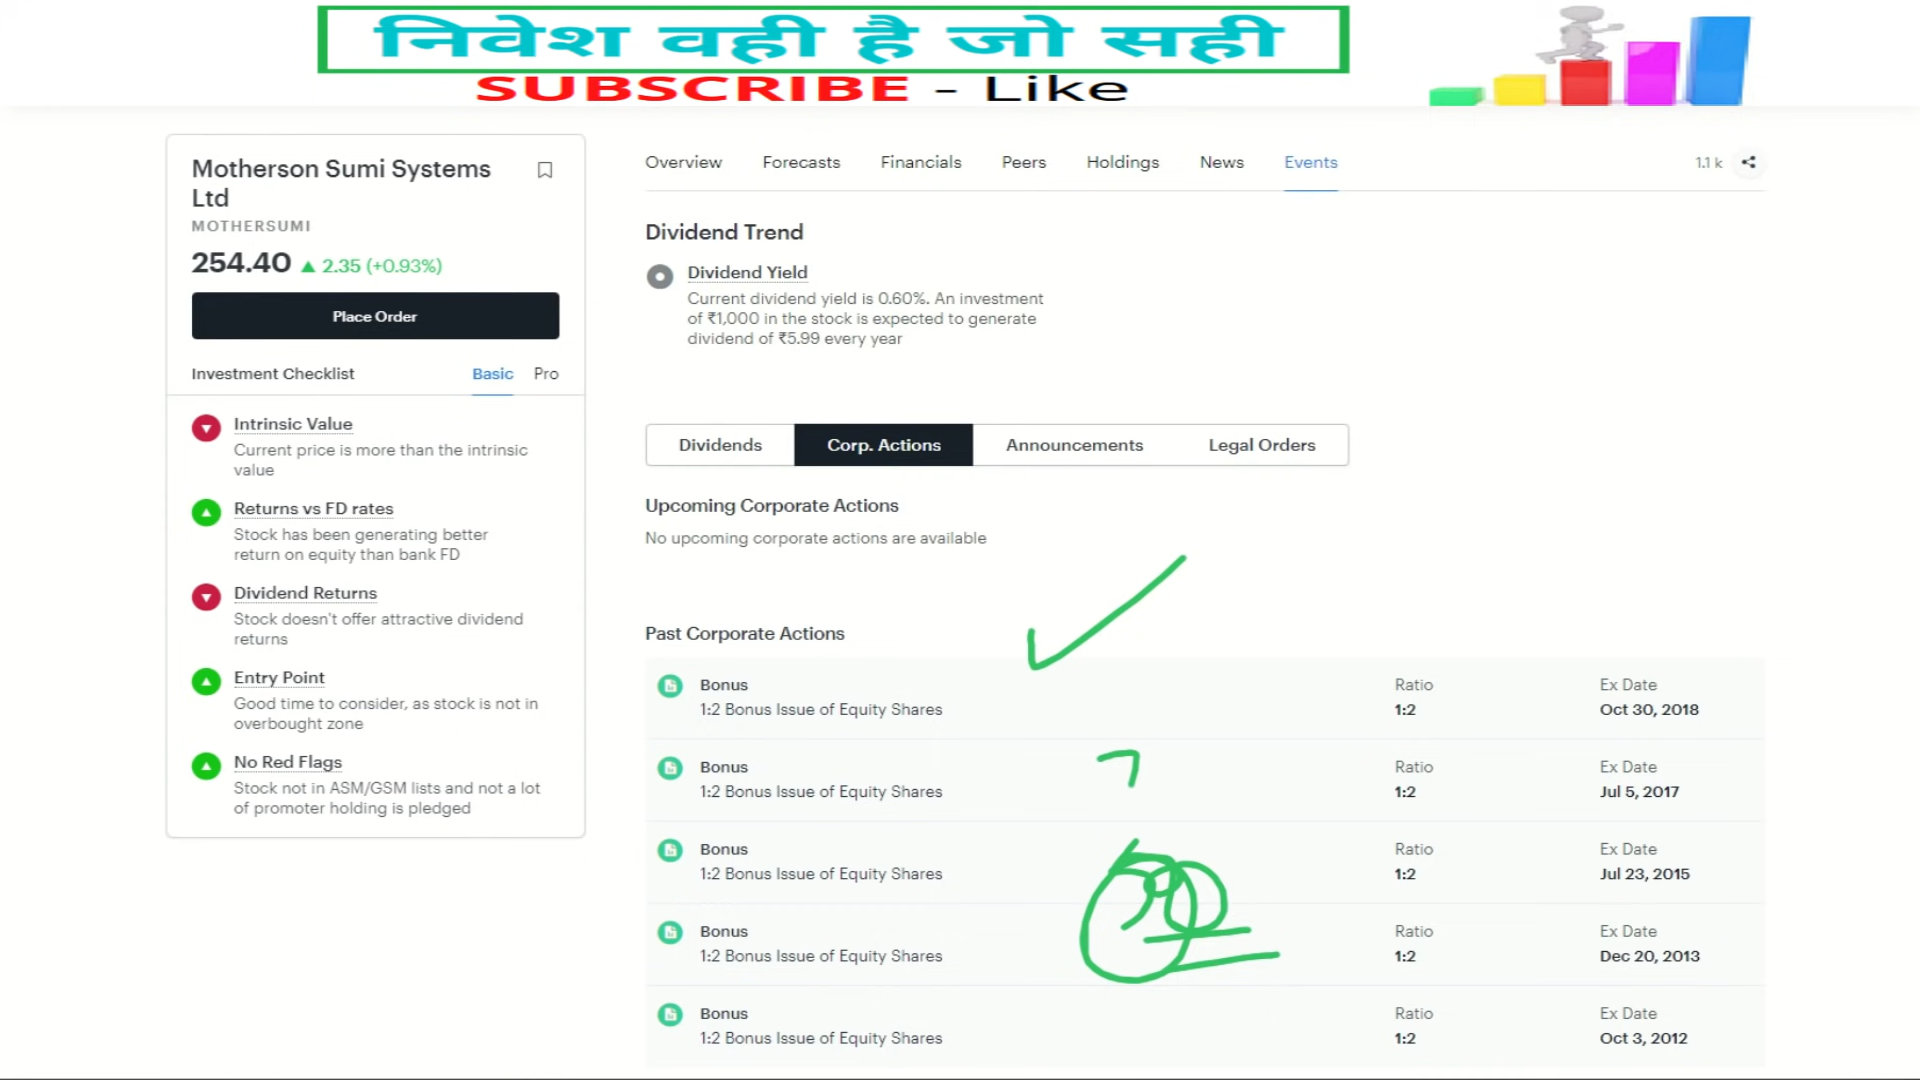 निवेश वही है जो सही
SUBSCRIBE - Like
Motherson Sumi Systems
Ltd
MOTHERSUMI
254.40 ▲ 2.35 (+0.93%)
Place Order
Investment Checklist Basic Pro
Intrinsic Value
Current price is more than the intrinsic
value
Returns vs FD rates
Stock has been generating better
return on equity than bank FD
Dividend Returns
Stock doesn't offer attractive dividend
returns
Entry Point
Good time to consider, as stock is not in
overbought zone
No Red Flags
Stock not in ASM/GSM lists and not a lot
of promoter holding is pledged
Overview Forecasts Financials Peers Holdings News Events 1.1 k
Dividend Trend
Dividend Yield
Current dividend yield is 0.60%. An investment
of ₹1,000 in the stock is expected to generate
dividend of ₹5.99 every year
Dividends Corp. Actions Announcements Legal Orders
Upcoming Corporate Actions
No upcoming corporate actions are available
Past Corporate Actions
Bonus Ratio Ex Date
1:2 Bonus Issue of Equity Shares 1:2 Oct 30, 2018
Bonus Ratio Ex Date
1:2 Bonus Issue of Equity Shares 1:2 Jul 5, 2017
Bonus Ratio Ex Date
1:2 Bonus Issue of Equity Shares 1:2 Jul 23, 2015
Bonus Ratio Ex Date
1:2 Bonus Issue of Equity Shares 1:2 Dec 20, 2013
Bonus Ratio Ex Date
1:2 Bonus Issue of Equity Shares 1:2 Oct 3, 2012